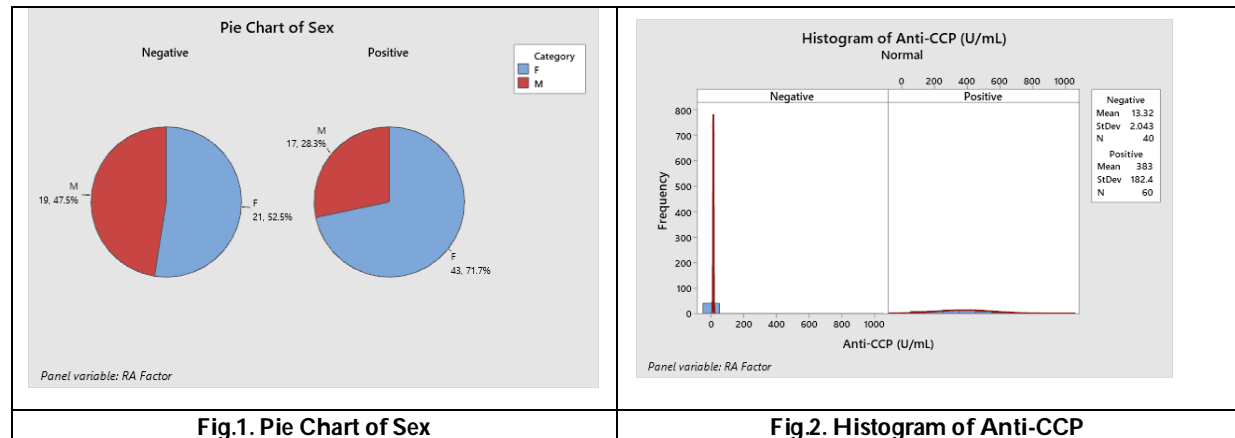 Pie Chart of Sex
Negative
Positive
Category
F
M
M
19, 47.5%
F
21, 52.5%
M
17, 28.3%
F
43, 71.7%
Panel variable: RA Factor
Fig.1. Pie Chart of Sex
Histogram of Anti-CCP (U/mL)
Normal
0 200 400 600 800 1000
Negative
Positive
800
700
600
500
400
300
200
100
0
Frequency
0 200 400 600 800 1000
Anti-CCP (U/mL)
Negative
Mean 13.32
StDev 2.043
N 40
Positive
Mean 383
StDev 182.4
N 60
Panel variable: RA Factor
Fig.2. Histogram of Anti-CCP